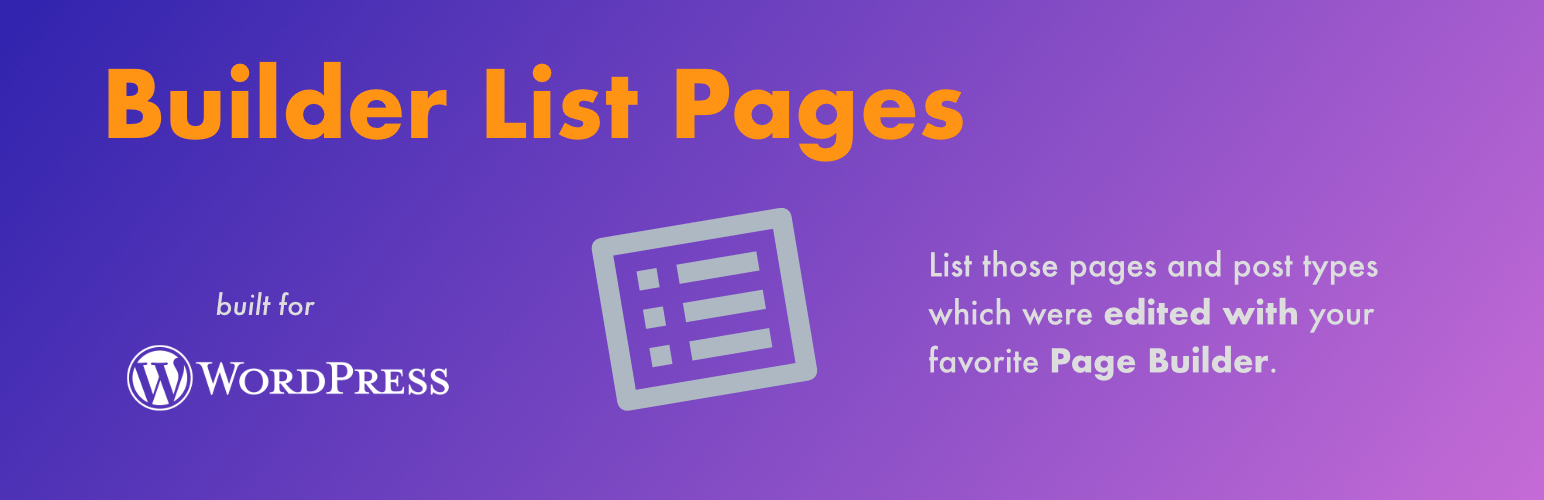 Builder List Pages
built for
WORDPRESS
List those pages and post types
which were edited with your
favorite Page Builder.